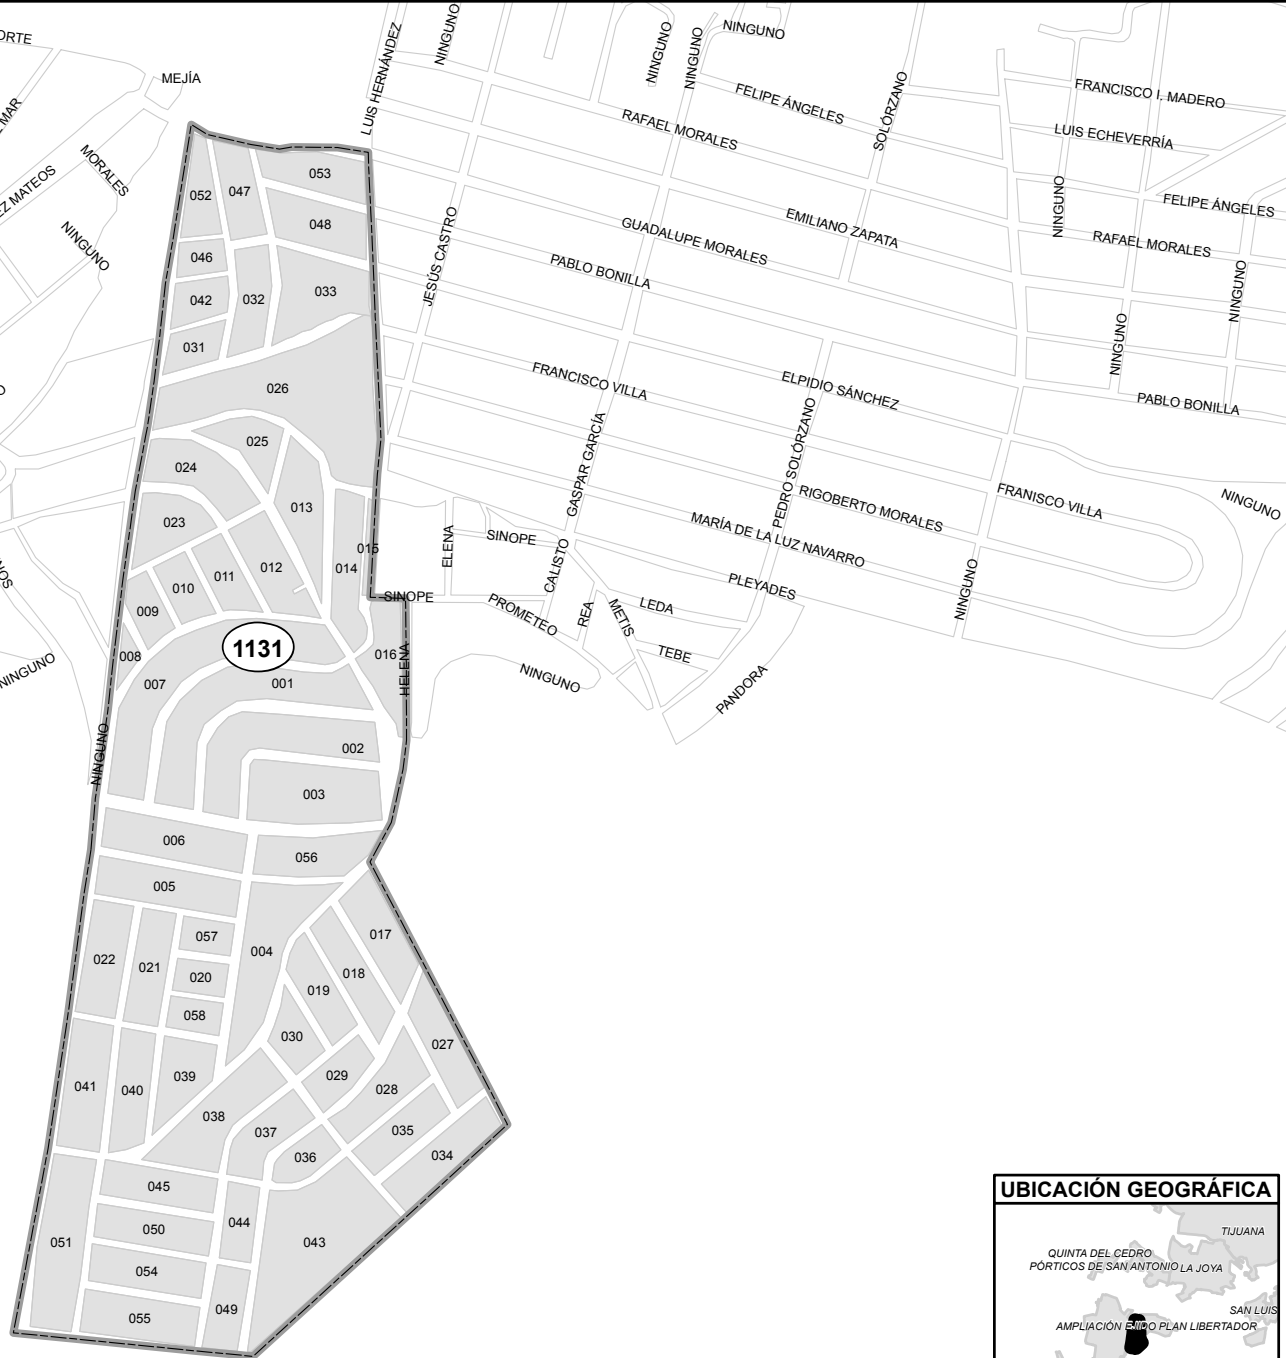 ORTE
MEJÍA
LUIS HERNÁNDEZ
NINGUNO
NINGUNO
NINGUNO
NINGUNO
FELIPE ÁNGELES
SOLÓRZANO
FRANCISCO I. MADERO
RAFAEL MORALES
LUIS ECHEVERRÍA
MAR
MORALES
EZ MATEOS
NINGUNO
053
052
047
048
046
042
032
033
031
026
JESÚS CASTRO
GUADALUPE MORALES
EMILIANO ZAPATA
PABLO BONILLA
NINGUNO
FELIPE ÁNGELES
RAFAEL MORALES
NINGUNO
NINGUNO
FRANCISCO VILLA
ELPIDIO SÁNCHEZ
PABLO BONILLA
GASPAR GARCÍA
PEDRO SOLÓRZANO
O
025
024
013
023
RIGOBERTO MORALES
FRANISCO VILLA
NINGUNO
MARÍA DE LA LUZ NAVARRO
ELENA
SINOPE
CALISTO
PLEYADES
NINGUNO
015
014
012
011
010
009
008
NOS
SINOPE
PROMETEO
REA
METIS
LEDA
TEBE
PANDORA
NINGUNO
1131
016
HELENA
007
001
NINGUNO
NINGUNO
002
003
006
056
005
057
004
017
022
021
020
018
019
058
030
027
041
040
039
029
028
038
037
035
036
034
045
044
050
051
043
054
049
055
UBICACIÓN GEOGRÁFICA
TIJUANA
QUINTA DEL CEDRO
PÓRTICOS DE SAN ANTONIO
LA JOYA
SAN LUIS
AMPLIACIÓN EJIDO PLAN LIBERTADOR